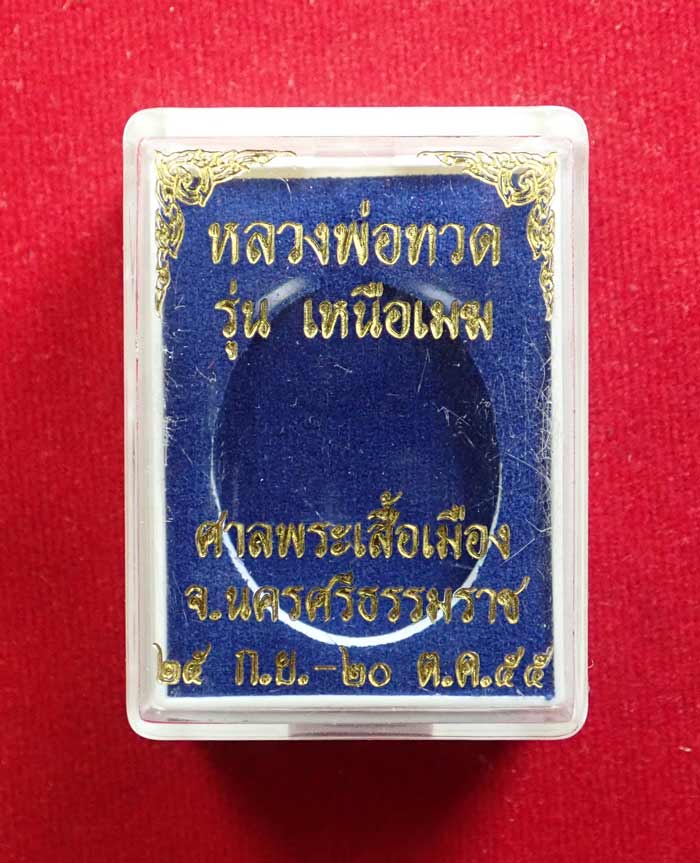 หลวงพ่อทวด
รุ่น เหนือเมฆ
ศาลพระเสื้อเมือง
จ.นครศรีธรรมราช
๒๕ ก.ย.-๒๐ ต.ค.๕๕